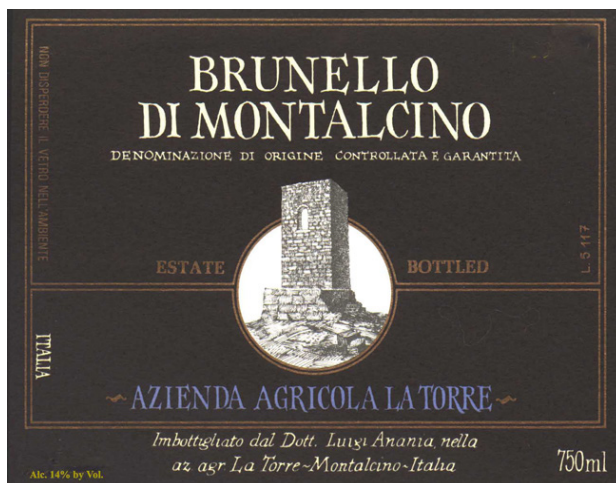 BRUNELLO
DI MONTALCINO
DENOMINAZIONE DI ORIGINE CONTROLLATA E GARANTITA
NON DISPERDERE IL VETRO NELL'AMBIENTE
ESTATE BOTTLED
L 5 117
ITALIA
~AZIENDA AGRICOLA LA TORRE~
Imbottigliato dal Dott. Luigi Anania, nella
az. agr. La Torre~Montalcino~Italia
750ml
Alc. 14% by Vol.